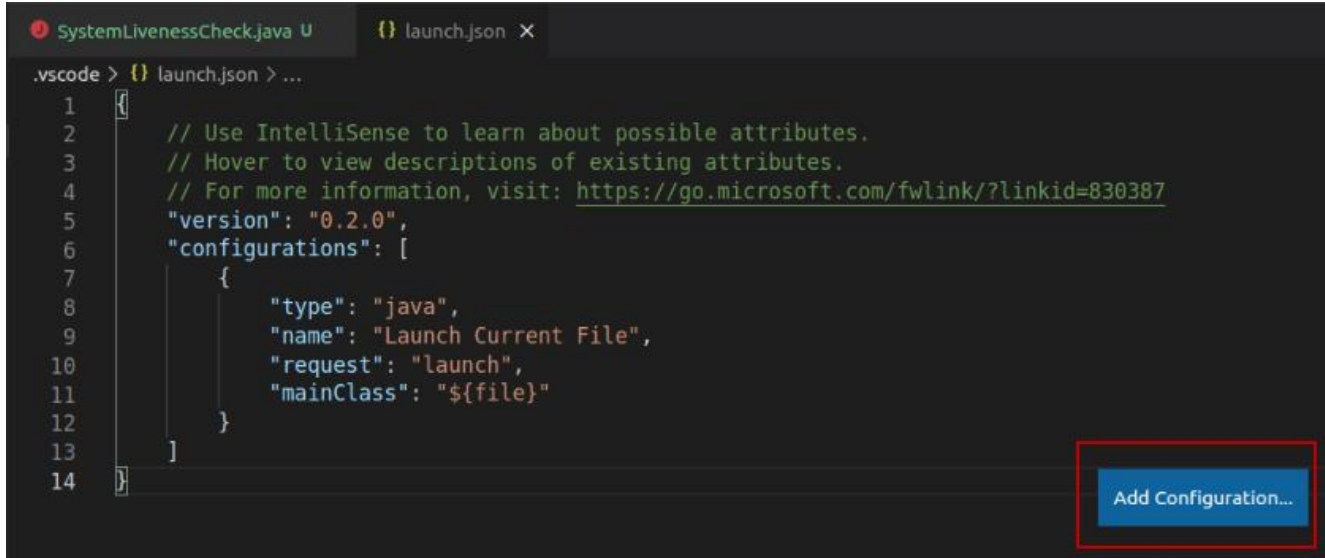 SystemLivenessCheck.java U {} launch.json ×
.vscode > {} launch.json > ...
1 {
2 // Use IntelliSense to learn about possible attributes.
3 // Hover to view descriptions of existing attributes.
4 // For more information, visit: https://go.microsoft.com/fwlink/?linkid=830387
5 "version": "0.2.0",
6 "configurations": [
7 {
8 "type": "java",
9 "name": "Launch Current File",
10 "request": "launch",
11 "mainClass": "${file}"
12 }
13 ]
14 }
Add Configuration...